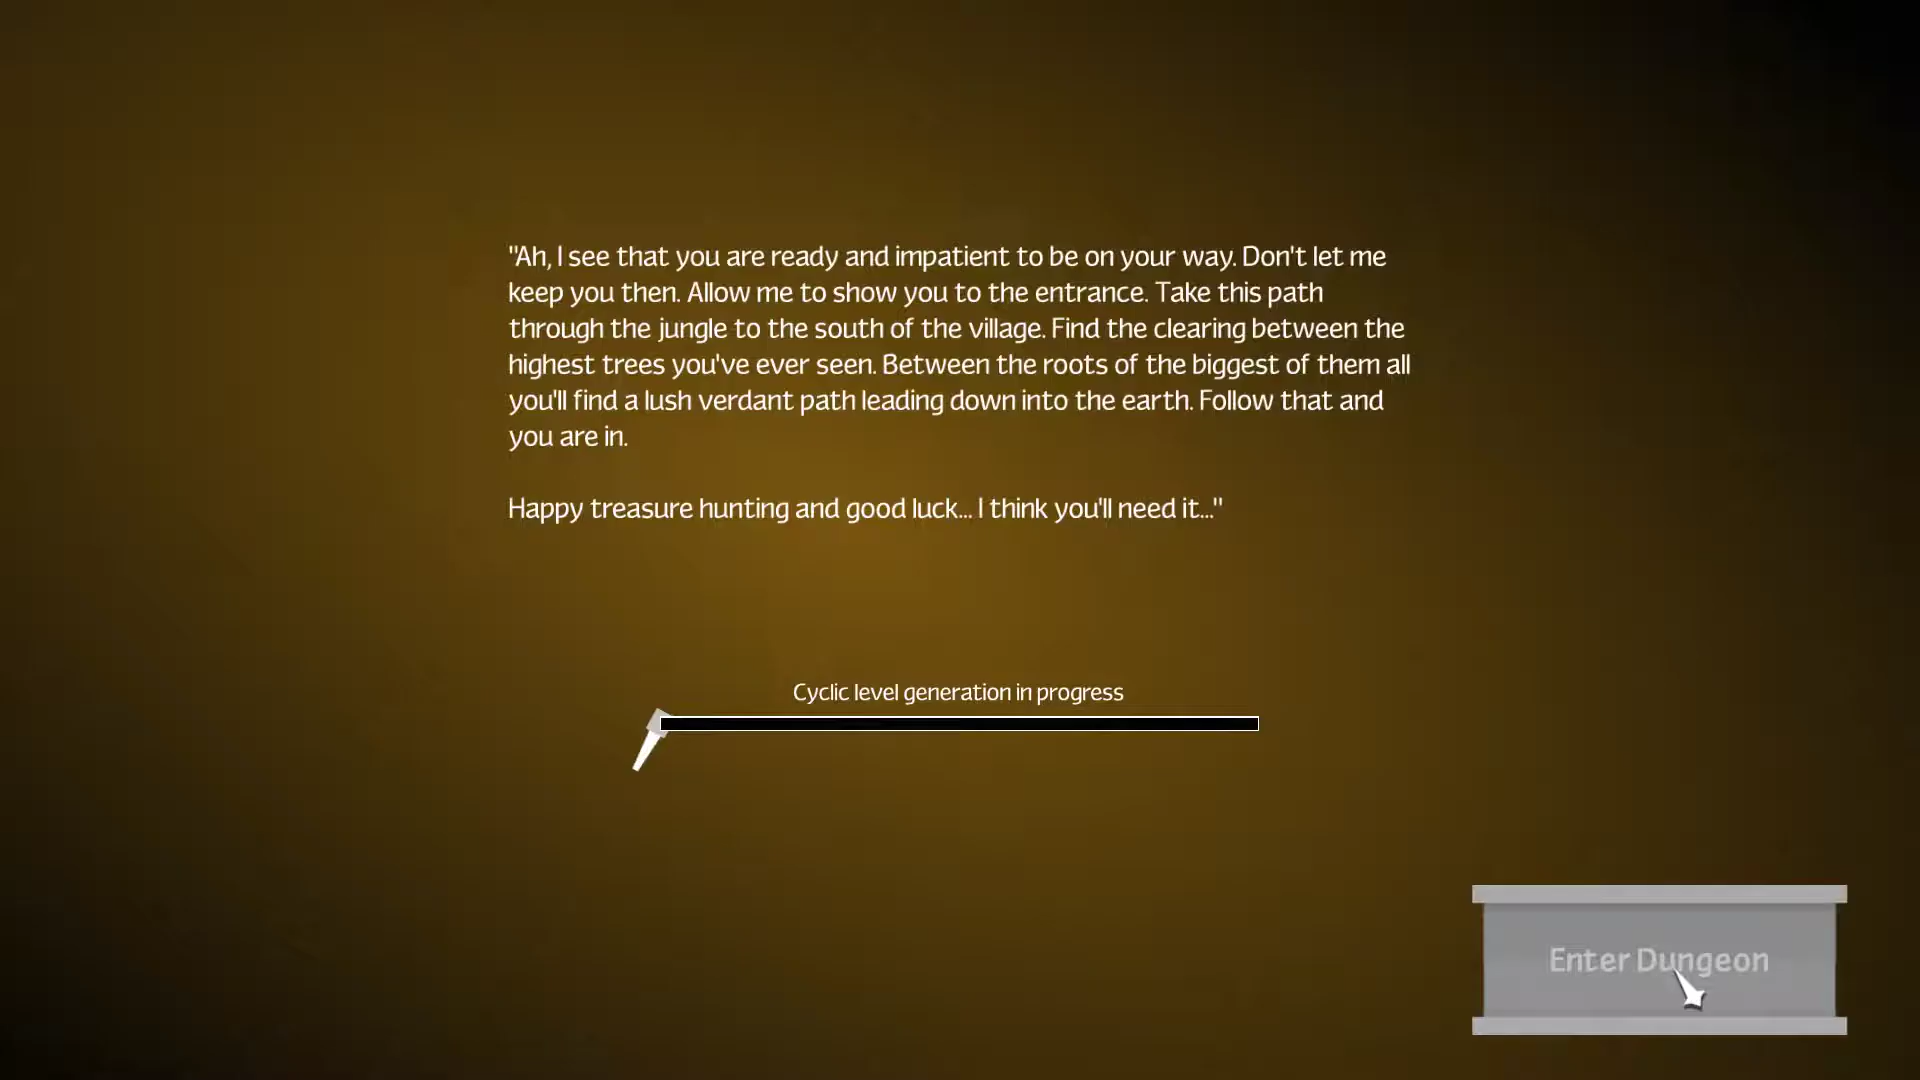 "Ah, I see that you are ready and impatient to be on your way. Don't let me
keep you then. Allow me to show you to the entrance. Take this path
through the jungle to the south of the village. Find the clearing between the
highest trees you've ever seen. Between the roots of the biggest of them all
you'll find a lush verdant path leading down into the earth. Follow that and
you are in.
Happy treasure hunting and good luck... I think you'll need it..."
Cyclic level generation in progress
Enter Dungeon